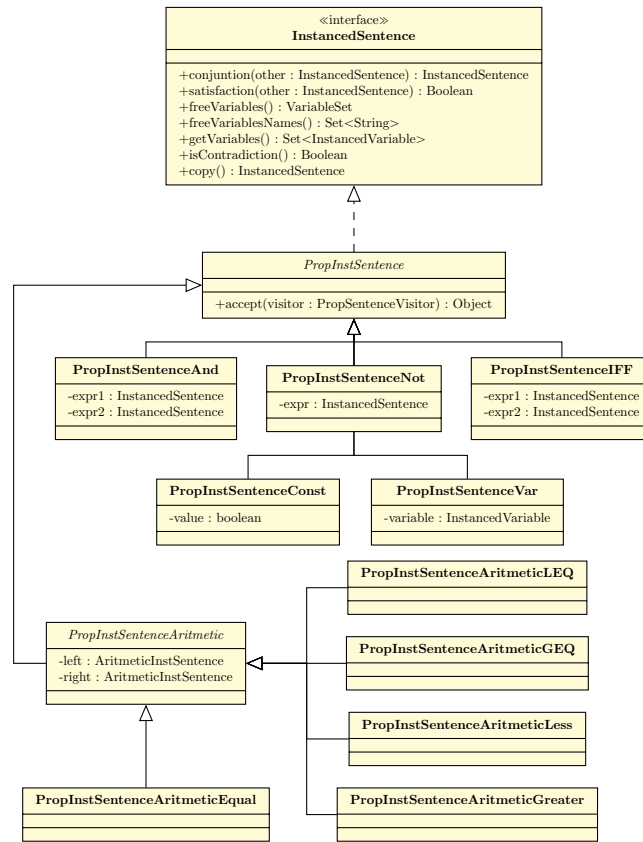 «interface»
InstancedSentence
+conjuntion(other : InstancedSentence) : InstancedSentence
+satisfaction(other : InstancedSentence) : Boolean
+freeVariables() : VariableSet
+freeVariablesNames() : Set<String>
+getVariables() : Set<InstancedVariable>
+isContradiction() : Boolean
+copy() : InstancedSentence
PropInstSentence
+accept(visitor : PropSentenceVisitor) : Object
PropInstSentenceAnd
-expr1 : InstancedSentence
-expr2 : InstancedSentence
PropInstSentenceNot
-expr : InstancedSentence
PropInstSentenceIFF
-expr1 : InstancedSentence
-expr2 : InstancedSentence
PropInstSentenceConst
-value : boolean
PropInstSentenceVar
-variable : InstancedVariable
PropInstSentenceAritmeticLEQ
PropInstSentenceAritmetic
-left : AritmeticInstSentence
-right : AritmeticInstSentence
PropInstSentenceAritmeticGEQ
PropInstSentenceAritmeticLess
PropInstSentenceAritmeticEqual
PropInstSentenceAritmeticGreater